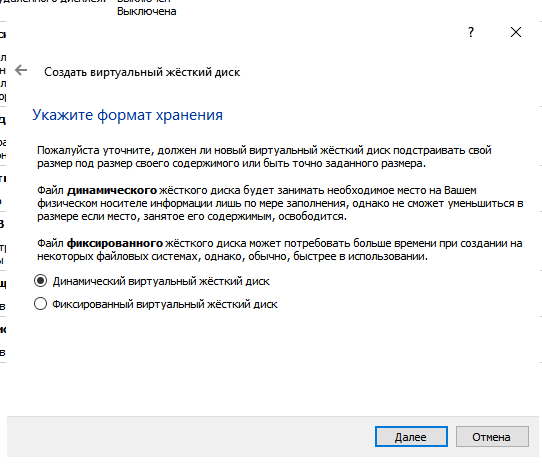 Выключен
Выключена
?
Создать виртуальный жёсткий диск
Укажите формат хранения
Пожалуйста уточните, должен ли новый виртуальный жёсткий диск подстраивать свой
размер под размер своего содержимого или быть точно заданного размера.
Файл динамического жёсткого диска будет занимать необходимое место на Вашем
физическом носителе информации лишь по мере заполнения, однако не сможет уменьшиться в
размере если место, занятое его содержимым, освободится.
Файл фиксированного жёсткого диска может потребовать больше времени при создании на
некоторых файловых системах, однако, обычно, быстрее в использовании.
Динамический виртуальный жёсткий диск
Фиксированный виртуальный жёсткий диск
Далее
Отмена